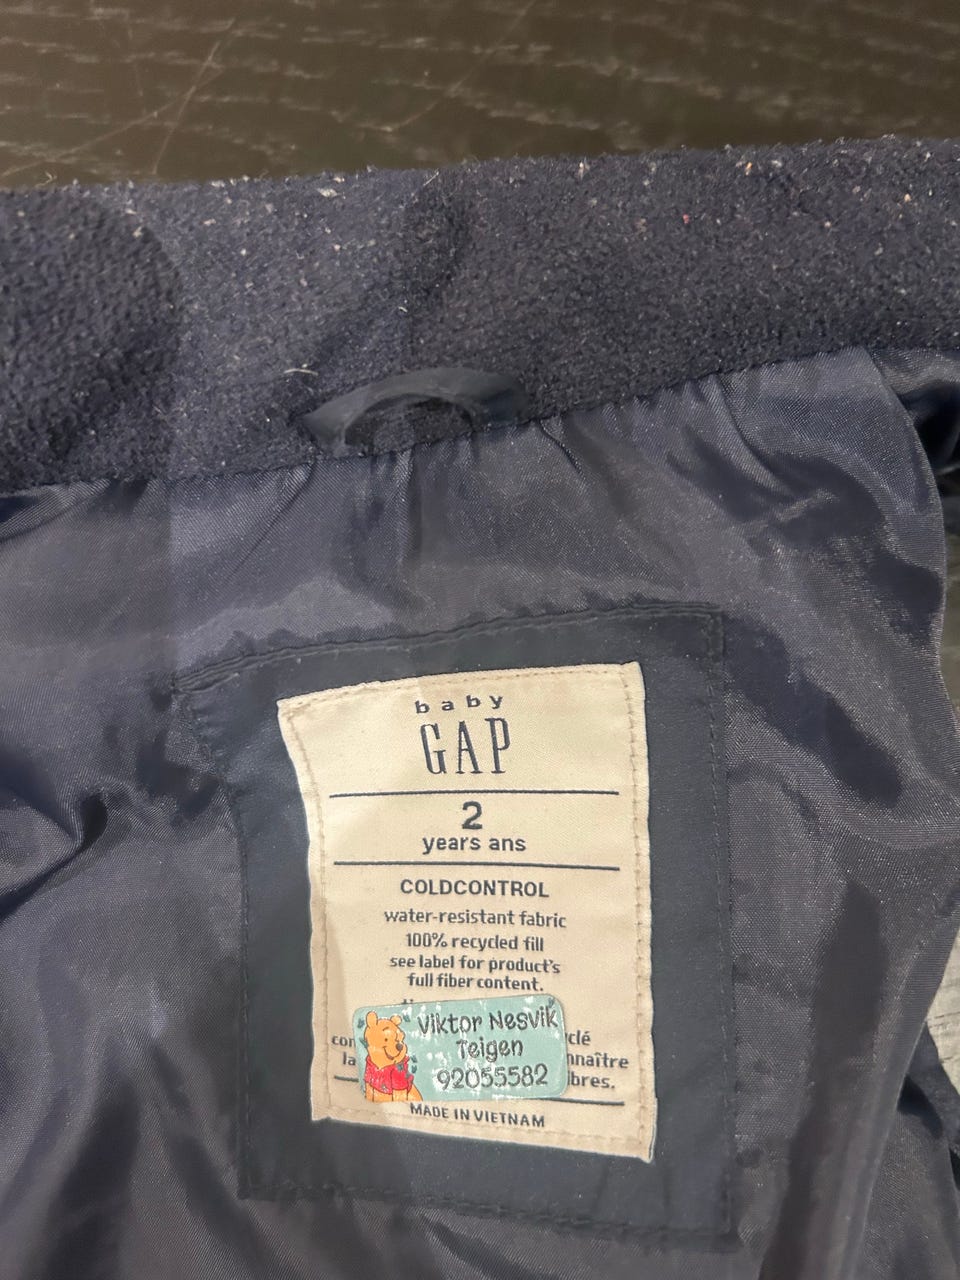 baby
GAP
2
years ans
COLDCONTROL
water-resistant fabric
100% recycled fill
see label for product's
full fiber content.
Viktor Nesvik
Teigen
92055582
MADE IN VIETNAM